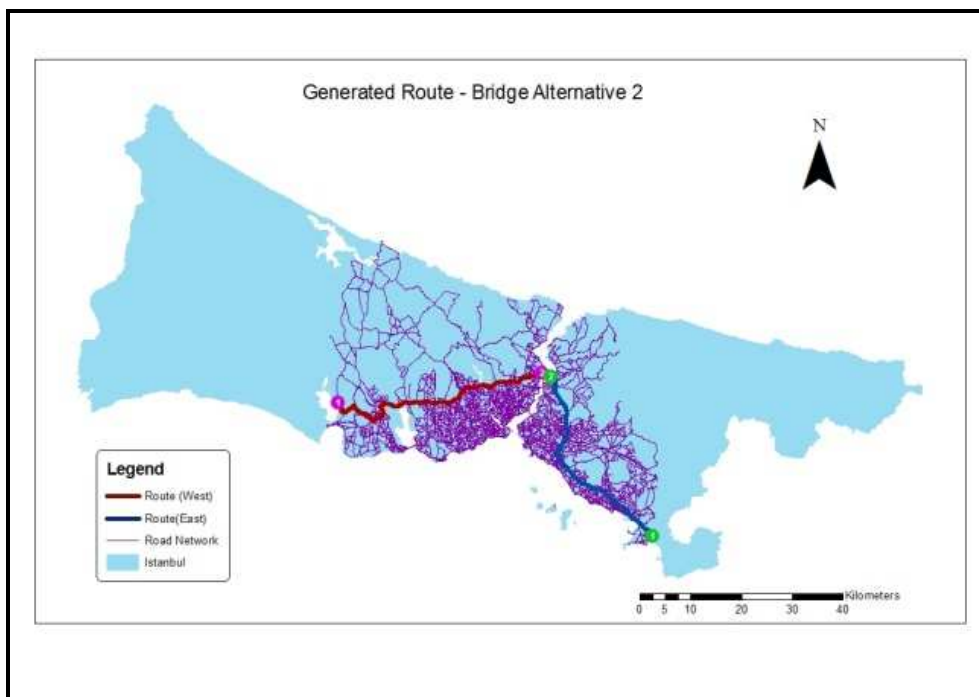 Generated Route - Bridge Alternative 2
N
Legend
Route (West)
Route(East)
Road Network
Istanbul
Kilometers
0 5 10 20 30 40